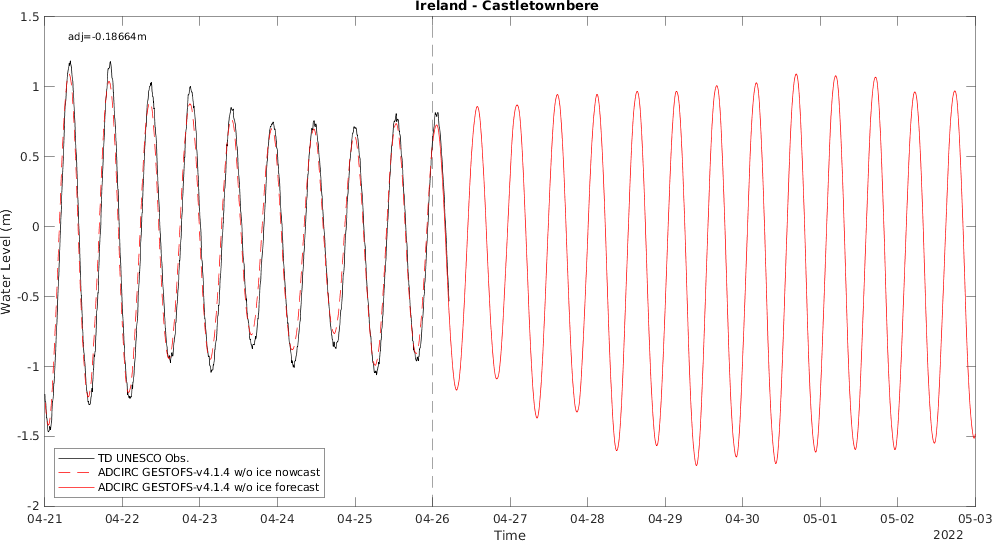 Ireland - Castletownbere
adj=-0.18664m
1.5
1
0.5
0
-0.5
-1
-1.5
-2
Water Level (m)
TD UNESCO Obs.
ADCIRC GESTOFS-v4.1.4 w/o ice nowcast
ADCIRC GESTOFS-v4.1.4 w/o ice forecast
04-21 04-22 04-23 04-24 04-25 04-26 04-27 04-28 04-29 04-30 05-01 05-02 05-03
Time
2022